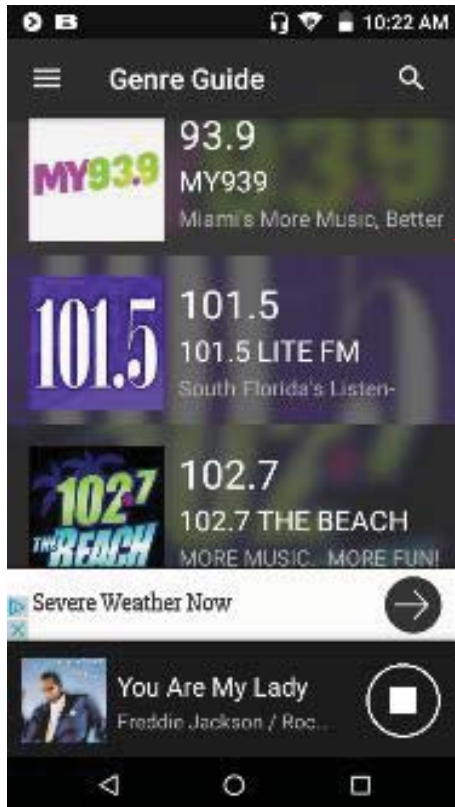 10:22 AM
Genre Guide
MY93.9
93.9
MY939
Miami's More Music, Better
101.5
101.5
101.5 LITE FM
South Florida's Listen-
102.7
THE BEACH
102.7
102.7 THE BEACH
MORE MUSIC. MORE FUN!
Severe Weather Now
You Are My Lady
Freddie Jackson / Roc...